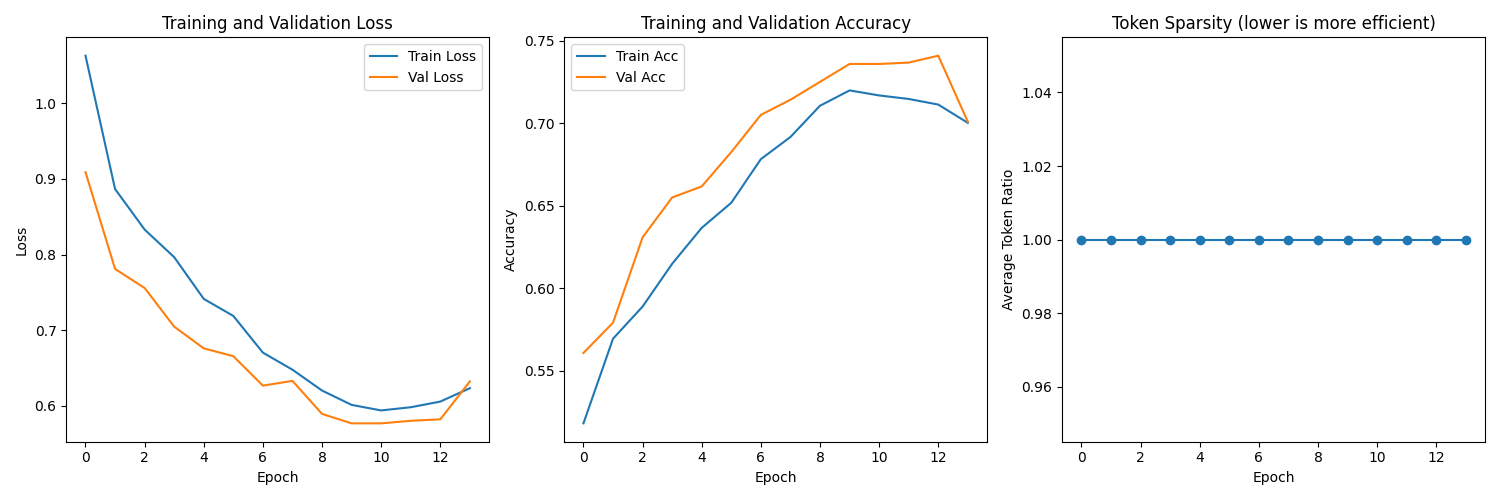 Training and Validation Loss
Train Loss
Val Loss
1.0
0.9
0.8
0.7
0.6
Loss
0 2 4 6 8 10 12
Epoch
Training and Validation Accuracy
Train Acc
Val Acc
0.75
0.70
0.65
0.60
0.55
Accuracy
0 2 4 6 8 10 12
Epoch
Token Sparsity (lower is more efficient)
1.04
1.02
1.00
0.98
0.96
Average Token Ratio
0 2 4 6 8 10 12
Epoch